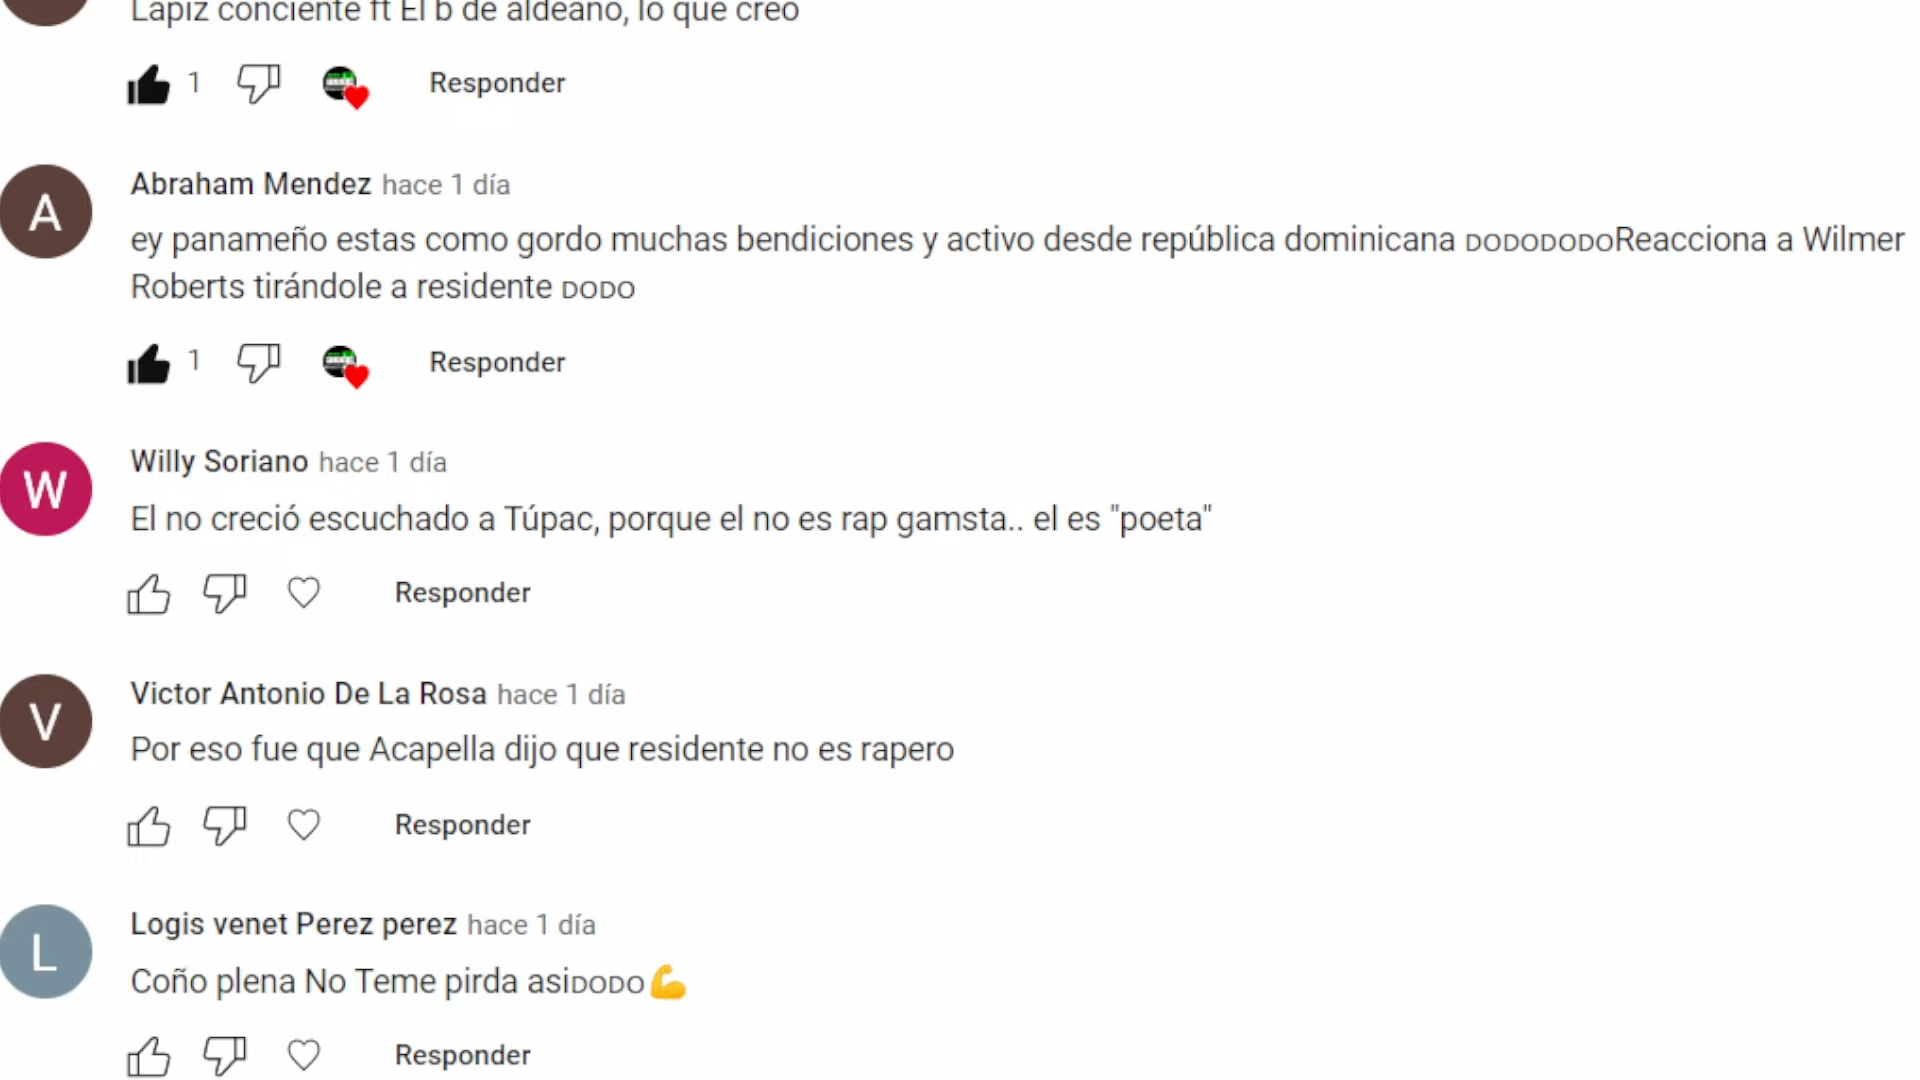 Lapiz conciente ft El b de aldeano, lo que creo
1 Responder
A
Abraham Mendez hace 1 día
ey panameño estas como gordo muchas bendiciones y activo desde república dominicana DODODODOReacciona a Wilmer
Roberts tirándole a residente DODO
1 Responder
W
Willy Soriano hace 1 día
El no creció escuchado a Túpac, porque el no es rap gamsta.. el es "poeta"
Responder
V
Victor Antonio De La Rosa hace 1 día
Por eso fue que Acapella dijo que residente no es rapero
Responder
L
Logis venet Perez perez hace 1 día
Coño plena No Teme pirda asiDODO💪
Responder